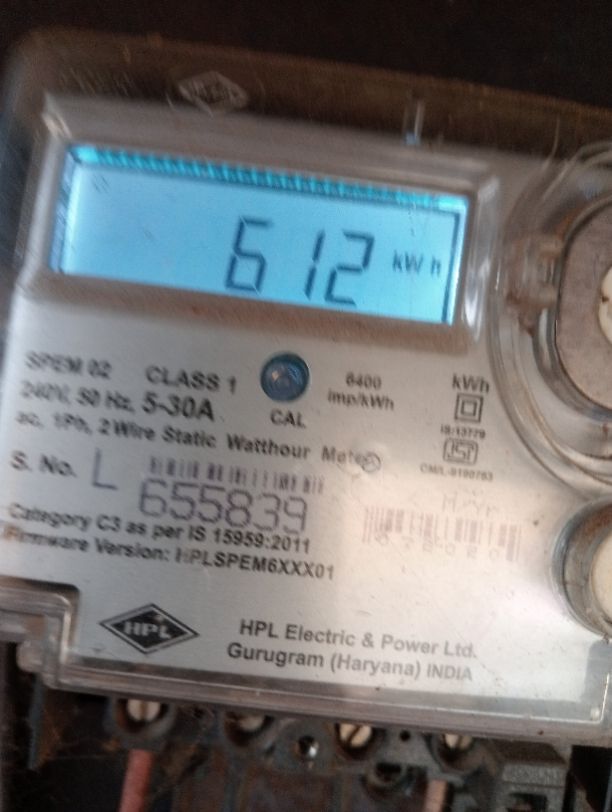 612 kWh
SPEM 02 CLASS 1
240V, 50 Hz, 5-30A
CAL
6400
imp/kWh
kWh
IS:13779
ac, 1Ph, 2 Wire Static Watthour Meter
S. No. L 655839
CM/L-9190763
Category C3 as per IS 15959:2011
Firmware Version: HPLSPEM6XXX01
HPL
HPL Electric & Power Ltd.
Gurugram (Haryana) INDIA